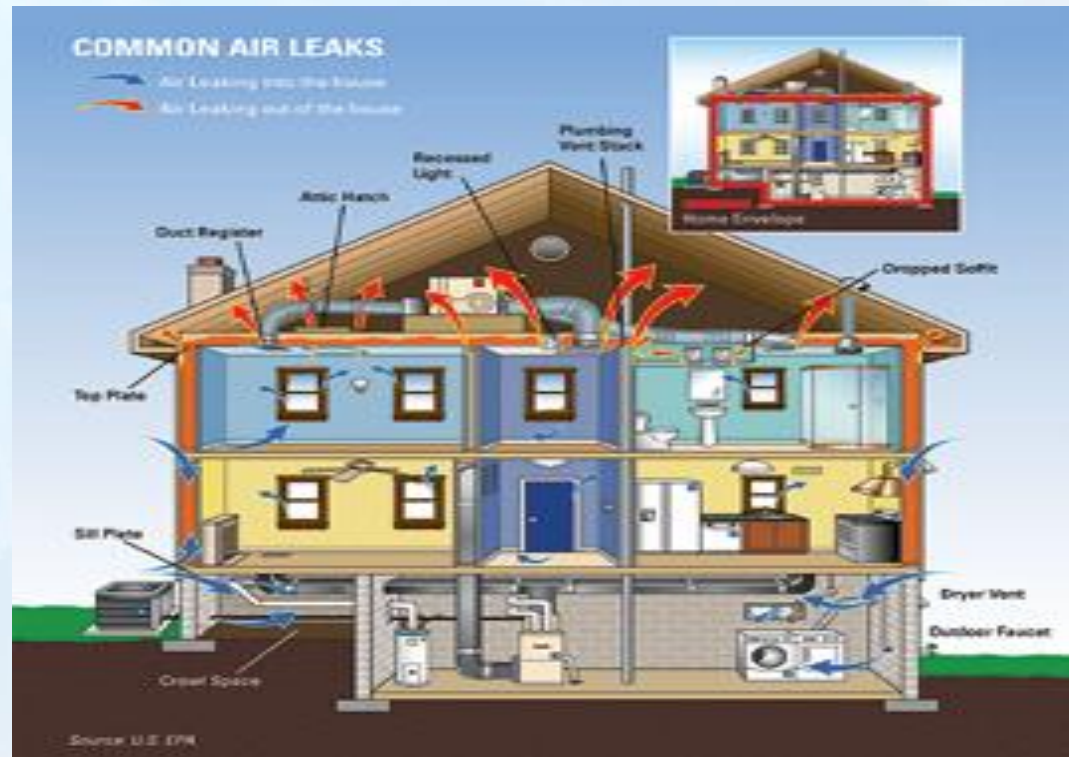 COMMON AIR LEAKS
Air Leaking into the house
Air Leaking out of the house
Plumbing
Vent Stack
Recessed
Light
Attic Hatch
Duct Register
Home Envelope
Dropped Soffit
Top Plate
Sill Plate
Dryer Vent
Outdoor Faucet
Crawl Space
Source: U.S. EPA